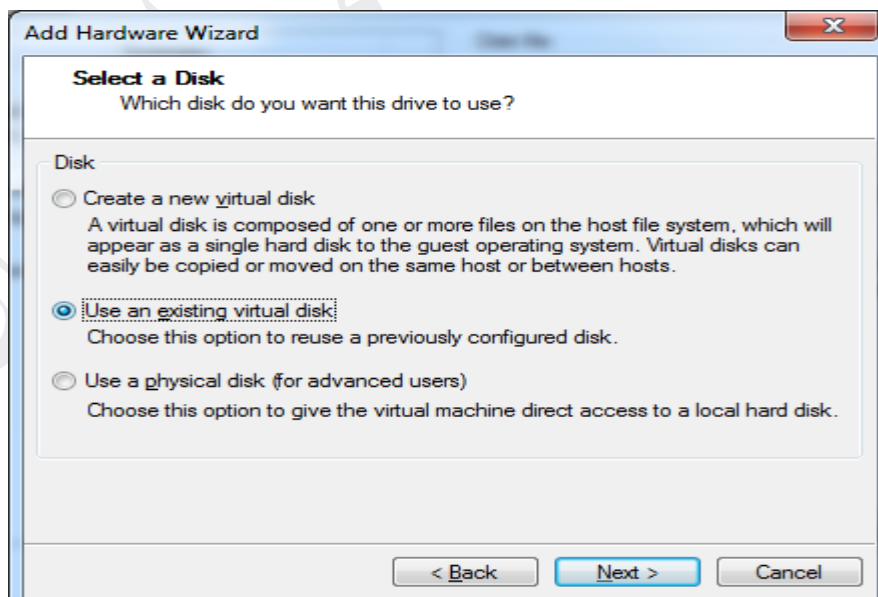 Add Hardware Wizard
Select a Disk
Which disk do you want this drive to use?
Disk
Create a new virtual disk
A virtual disk is composed of one or more files on the host file system, which will
appear as a single hard disk to the guest operating system. Virtual disks can
easily be copied or moved on the same host or between hosts.
Use an existing virtual disk
Choose this option to reuse a previously configured disk.
Use a physical disk (for advanced users)
Choose this option to give the virtual machine direct access to a local hard disk.
< Back
Next >
Cancel